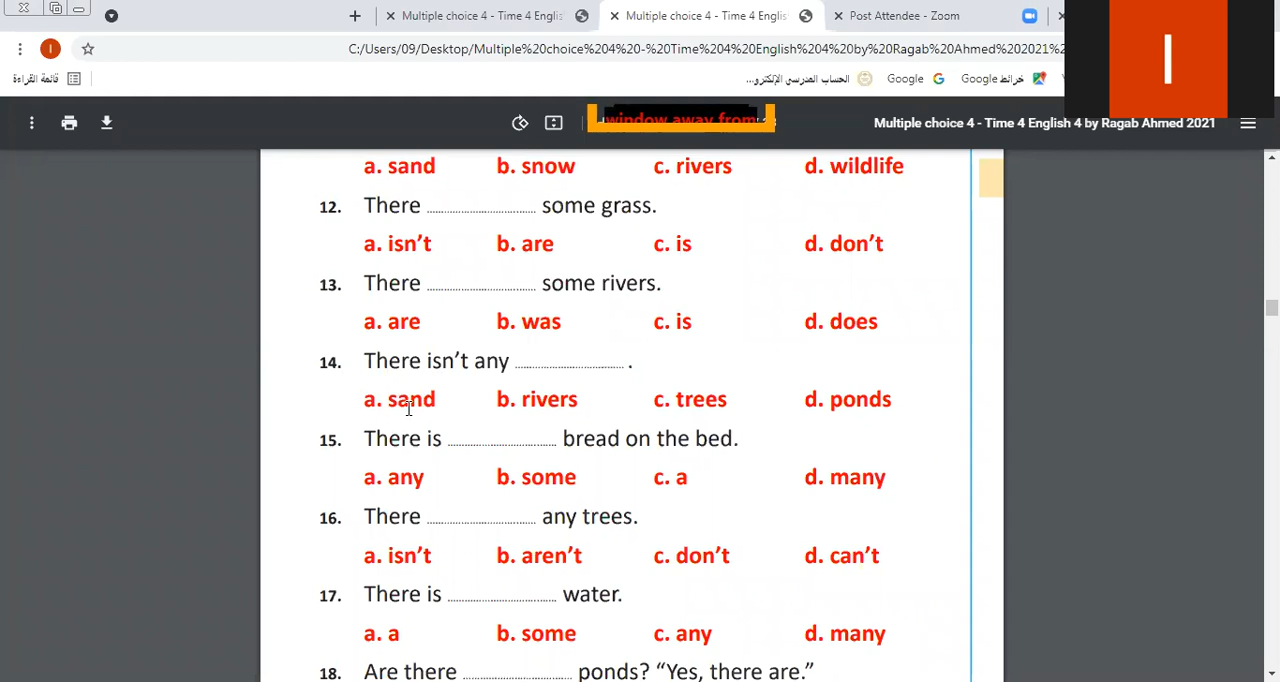 Multiple choice 4 - Time 4 Englis
Multiple choice 4 - Time 4 Englis
Post Attendee - Zoom
C:/Users/09/Desktop/Multiple%20choice%204%20-%20Time%204%20English%204%20by%20Ragab%20Ahmed%202021%
قائمة القراءة
الحساب المدرسي الإلكترو...
Google
خرائط Google
I
window away from
Multiple choice 4 - Time 4 English 4 by Ragab Ahmed 2021
a. sand b. snow c. rivers d. wildlife
12. There ........................ some grass.
a. isn't b. are c. is d. don't
13. There ........................ some rivers.
a. are b. was c. is d. does
14. There isn't any ........................ .
a. sand b. rivers c. trees d. ponds
15. There is ........................ bread on the bed.
a. any b. some c. a d. many
16. There ........................ any trees.
a. isn't b. aren't c. don't d. can't
17. There is ........................ water.
a. a b. some c. any d. many
18. Are there ........................ ponds? “Yes, there are.”